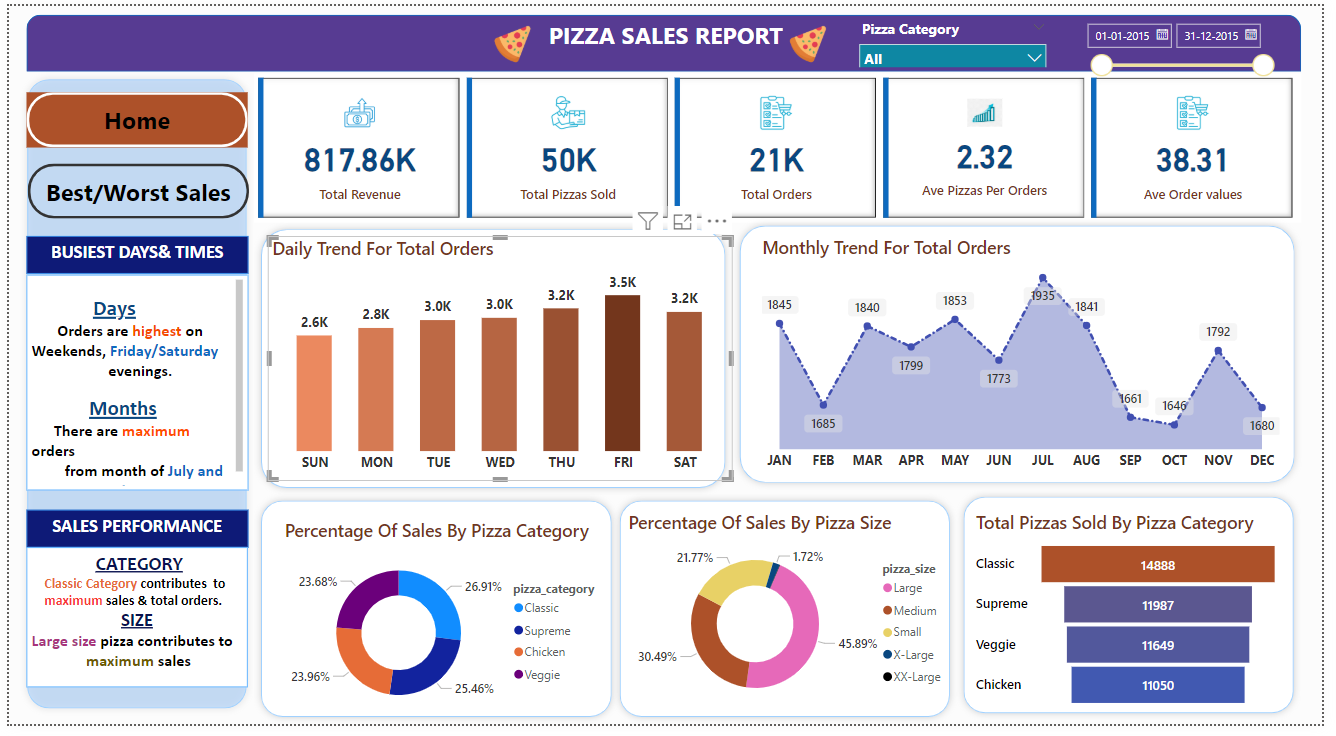 PIZZA SALES REPORT
Pizza Category
All
01-01-2015
31-12-2015
Home
Best/Worst Sales
BUSIEST DAYS& TIMES
Days
Orders are highest on
Weekends, Friday/Saturday
evenings.
Months
There are maximum
orders
from month of July and
SALES PERFORMANCE
CATEGORY
Classic Category contributes to
maximum sales & total orders.
SIZE
Large size pizza contributes to
maximum sales
817.86K
Total Revenue
50K
Total Pizzas Sold
21K
Total Orders
2.32
Ave Pizzas Per Orders
38.31
Ave Order values
Daily Trend For Total Orders
2.6K
2.8K
3.0K
3.0K
3.2K
3.5K
3.2K
SUN MON TUE WED THU FRI SAT
Monthly Trend For Total Orders
1845
1685
1840
1799
1853
1773
1935
1841
1661
1646
1792
1680
JAN FEB MAR APR MAY JUN JUL AUG SEP OCT NOV DEC
Percentage Of Sales By Pizza Category
23.68%
26.91%
23.96%
25.46%
pizza_category
Classic
Supreme
Chicken
Veggie
Percentage Of Sales By Pizza Size
21.77%
1.72%
30.49%
45.89%
pizza_size
Large
Medium
Small
X-Large
XX-Large
Total Pizzas Sold By Pizza Category
Classic 14888
Supreme 11987
Veggie 11649
Chicken 11050